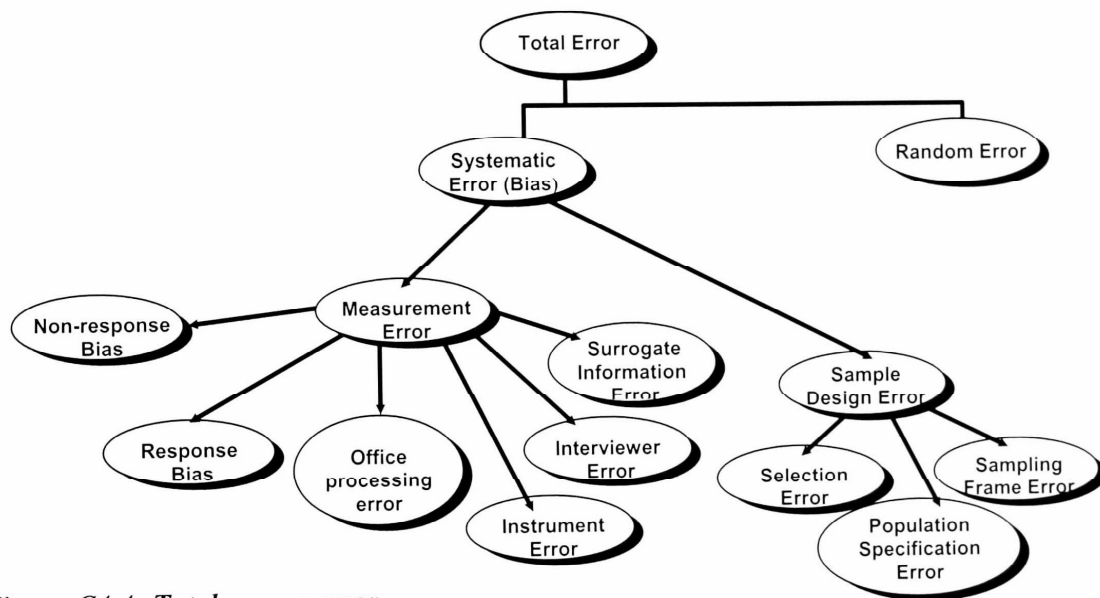 Total Error
Random Error
Systematic
Error (Bias)
Measurement
Error
Non-response
Bias
Surrogate
Information
Error
Sample
Design Error
Response
Bias
Office
processing
error
Interviewer
Error
Instrument
Error
Selection
Error
Sampling
Frame Error
Population
Specification
Error
Total